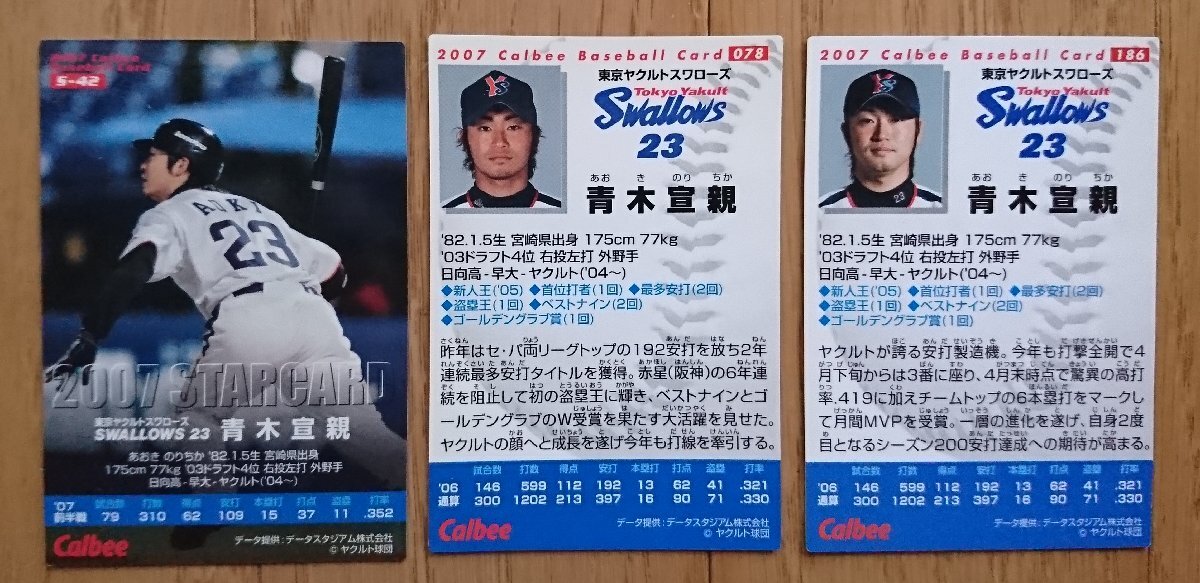 2007 Calbee
Baseball Card
S-42
AOKI
23
2007 STARCARD
東京ヤクルトスワローズ
SWALLOWS 23 青木宣親
あおき のりちか '82.1.5生 宮崎県出身
175cm 77kg '03ドラフト4位 右投左打 外野手
日向高-早大-ヤクルト('04～)
試合数 打数 得点 安打 本塁打 打点 盗塁 打率
'07 前半戦 79 310 62 109 15 37 11 .352
Calbee
データ提供:データスタジアム株式会社
© ヤクルト球団
2007 Calbee Baseball Card 078
YS
東京ヤクルトスワローズ
Tokyo Yakult
Swallows
23
あお き のり ちか
青木宣親
'82.1.5生 宮崎県出身 175cm 77kg
'03ドラフト4位 右投左打 外野手
日向高-早大-ヤクルト('04～)
◆新人王('05) ◆首位打者(1回) ◆最多安打(2回)
◆盗塁王(1回) ◆ベストナイン(2回)
◆ゴールデングラブ賞(1回)
昨年はセ・パ両リーグトップの192安打を放ち2年
連続最多安打タイトルを獲得。赤星(阪神)の6年連
続を阻止して初の盗塁王に輝き、ベストナインとゴ
ールデングラブのW受賞を果たす大活躍を見せた。
ヤクルトの顔へと成長を遂げ今年も打線を牽引する。
試合数 打数 得点 安打 本塁打 打点 盗塁 打率
'06 146 599 112 192 13 62 41 .321
通算 300 1202 213 397 16 90 71 .330
Calbee
データ提供:データスタジアム株式会社
© ヤクルト球団
2007 Calbee Baseball Card 186
YS
23
東京ヤクルトスワローズ
Tokyo Yakult
Swallows
23
あお き のり ちか
青木宣親
'82.1.5生 宮崎県出身 175cm 77kg
'03ドラフト4位 右投左打 外野手
日向高-早大-ヤクルト('04～)
◆新人王('05) ◆首位打者(1回) ◆最多安打(2回)
◆盗塁王(1回) ◆ベストナイン(2回)
◆ゴールデングラブ賞(1回)
ヤクルトが誇る安打製造機。今年も打撃全開で4
月下旬からは3番に座り、4月末時点で驚異の高打
率.419に加えチームトップの6本塁打をマークし
て月間MVPを受賞。一層の進化を遂げ、自身2度
目となるシーズン200安打達成への期待が高まる。
試合数 打数 得点 安打 本塁打 打点 盗塁 打率
'06 146 599 112 192 13 62 41 .321
通算 300 1202 213 397 16 90 71 .330
Calbee
データ提供:データスタジアム株式会社
© ヤクルト球団